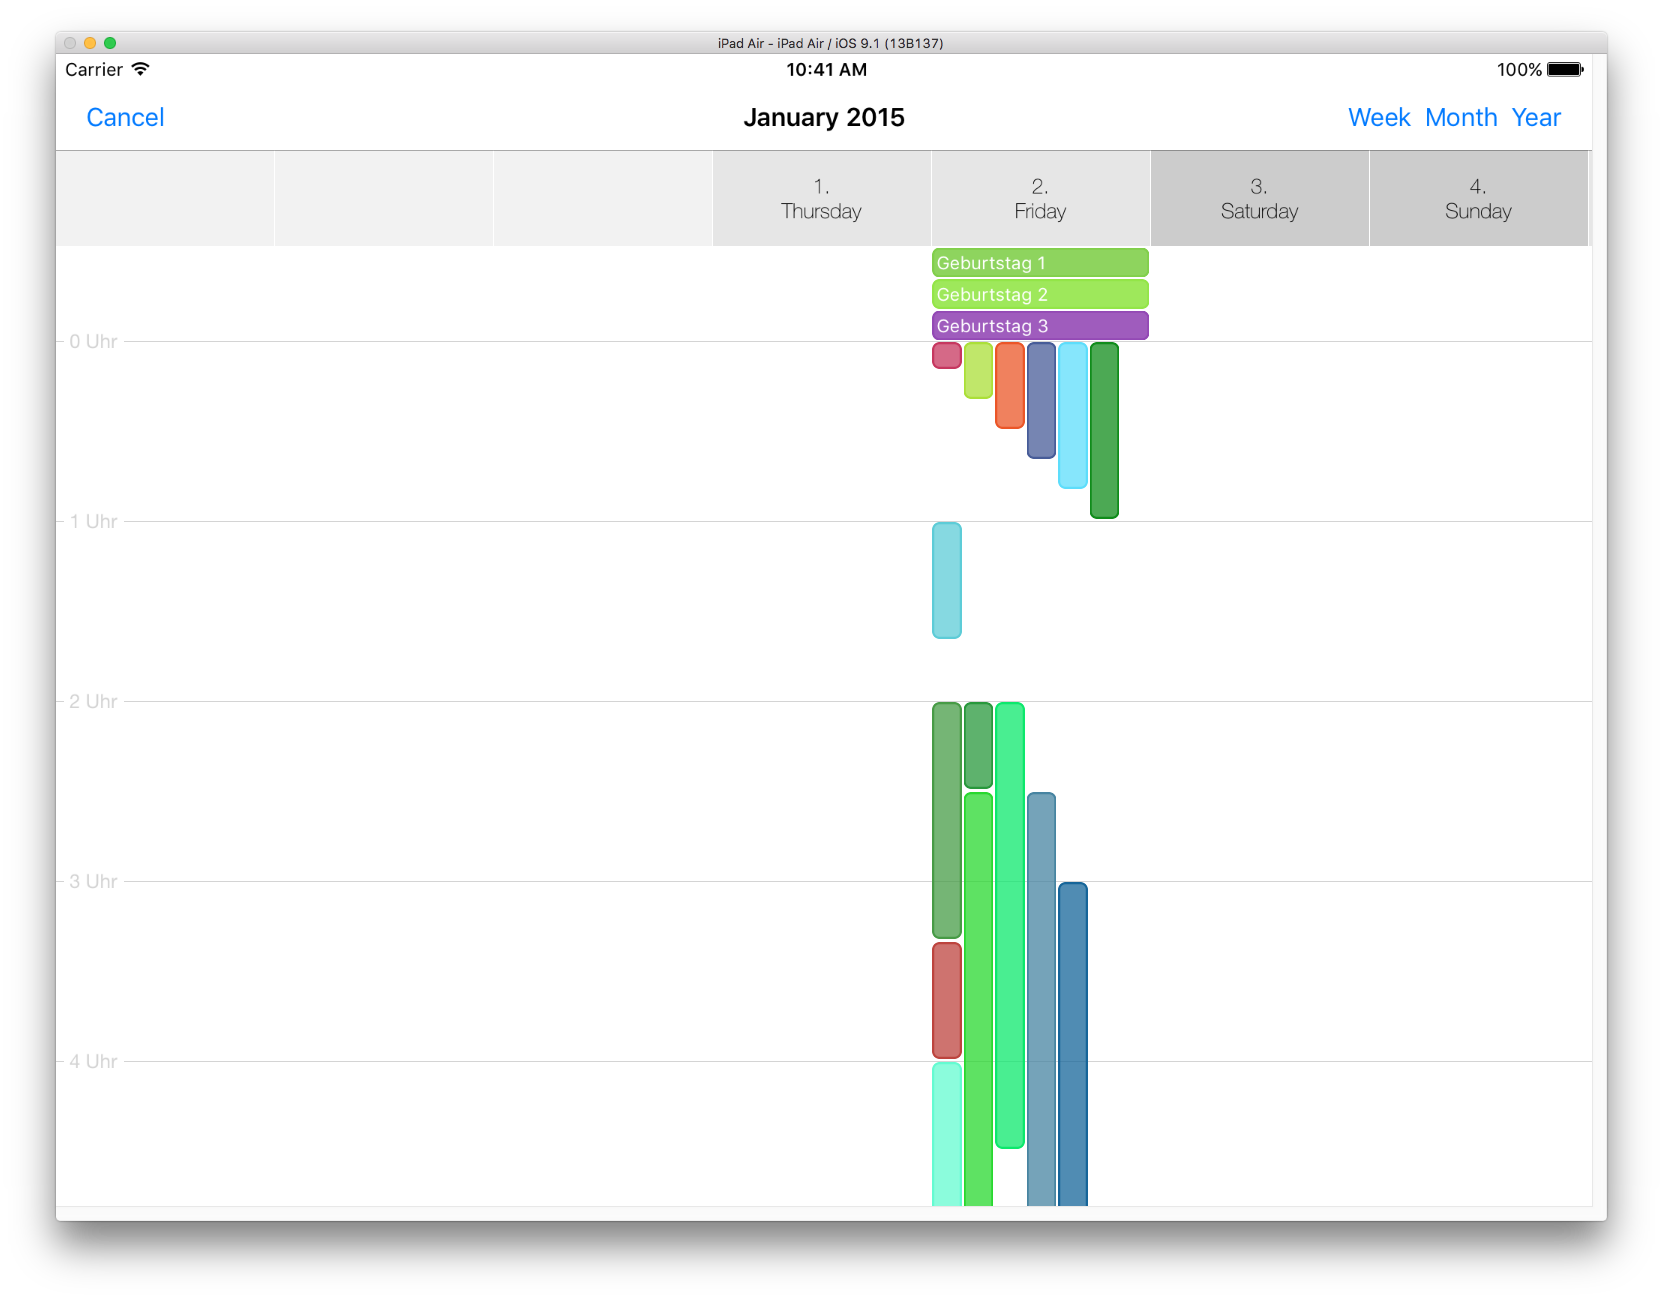 iPad Air - iPad Air / iOS 9.1 (13B137)
Carrier 10:41 AM 100%
Cancel January 2015 Week Month Year
1. 2. 3. 4.
Thursday Friday Saturday Sunday
Geburtstag 1
Geburtstag 2
Geburtstag 3
0 Uhr
1 Uhr
2 Uhr
3 Uhr
4 Uhr